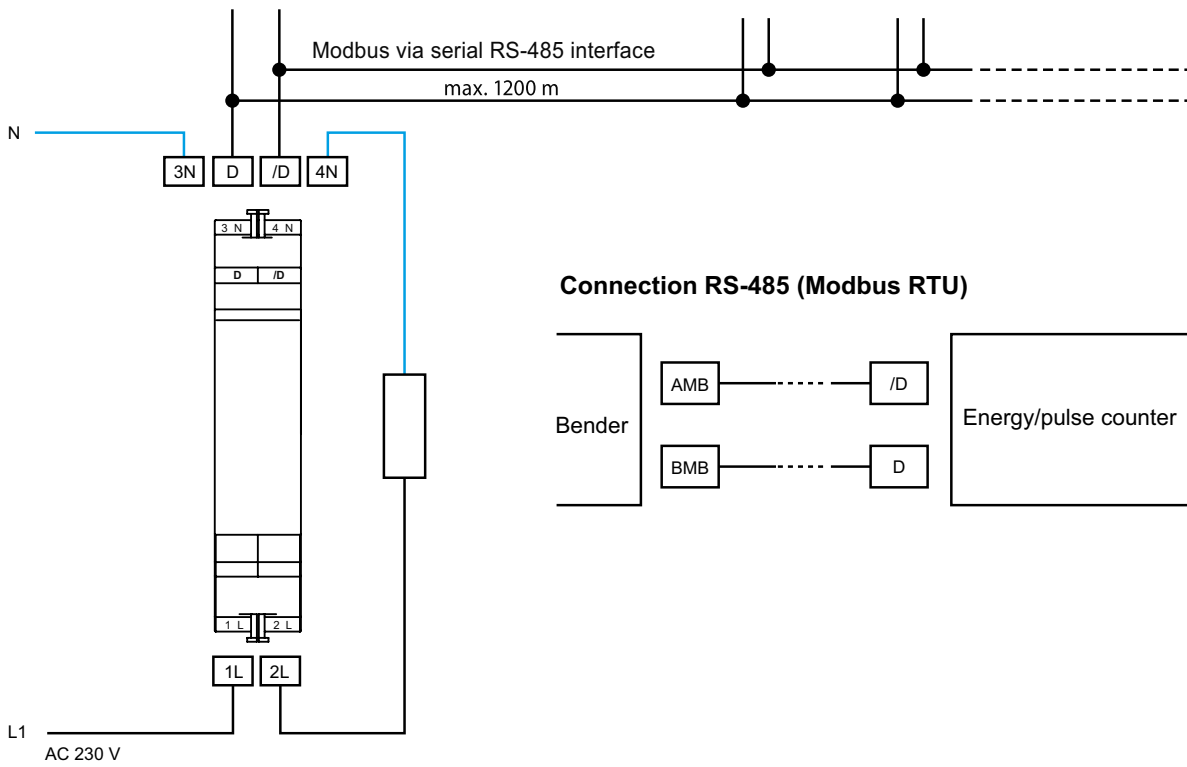 Modbus via serial RS-485 interface
max. 1200 m
N
3N D /D 4N
3 N 4 N
D /D
Connection RS-485 (Modbus RTU)
AMB /D
Bender
Energy/pulse counter
BMB D
1 L 2 L
1L 2L
L1
AC 230 V